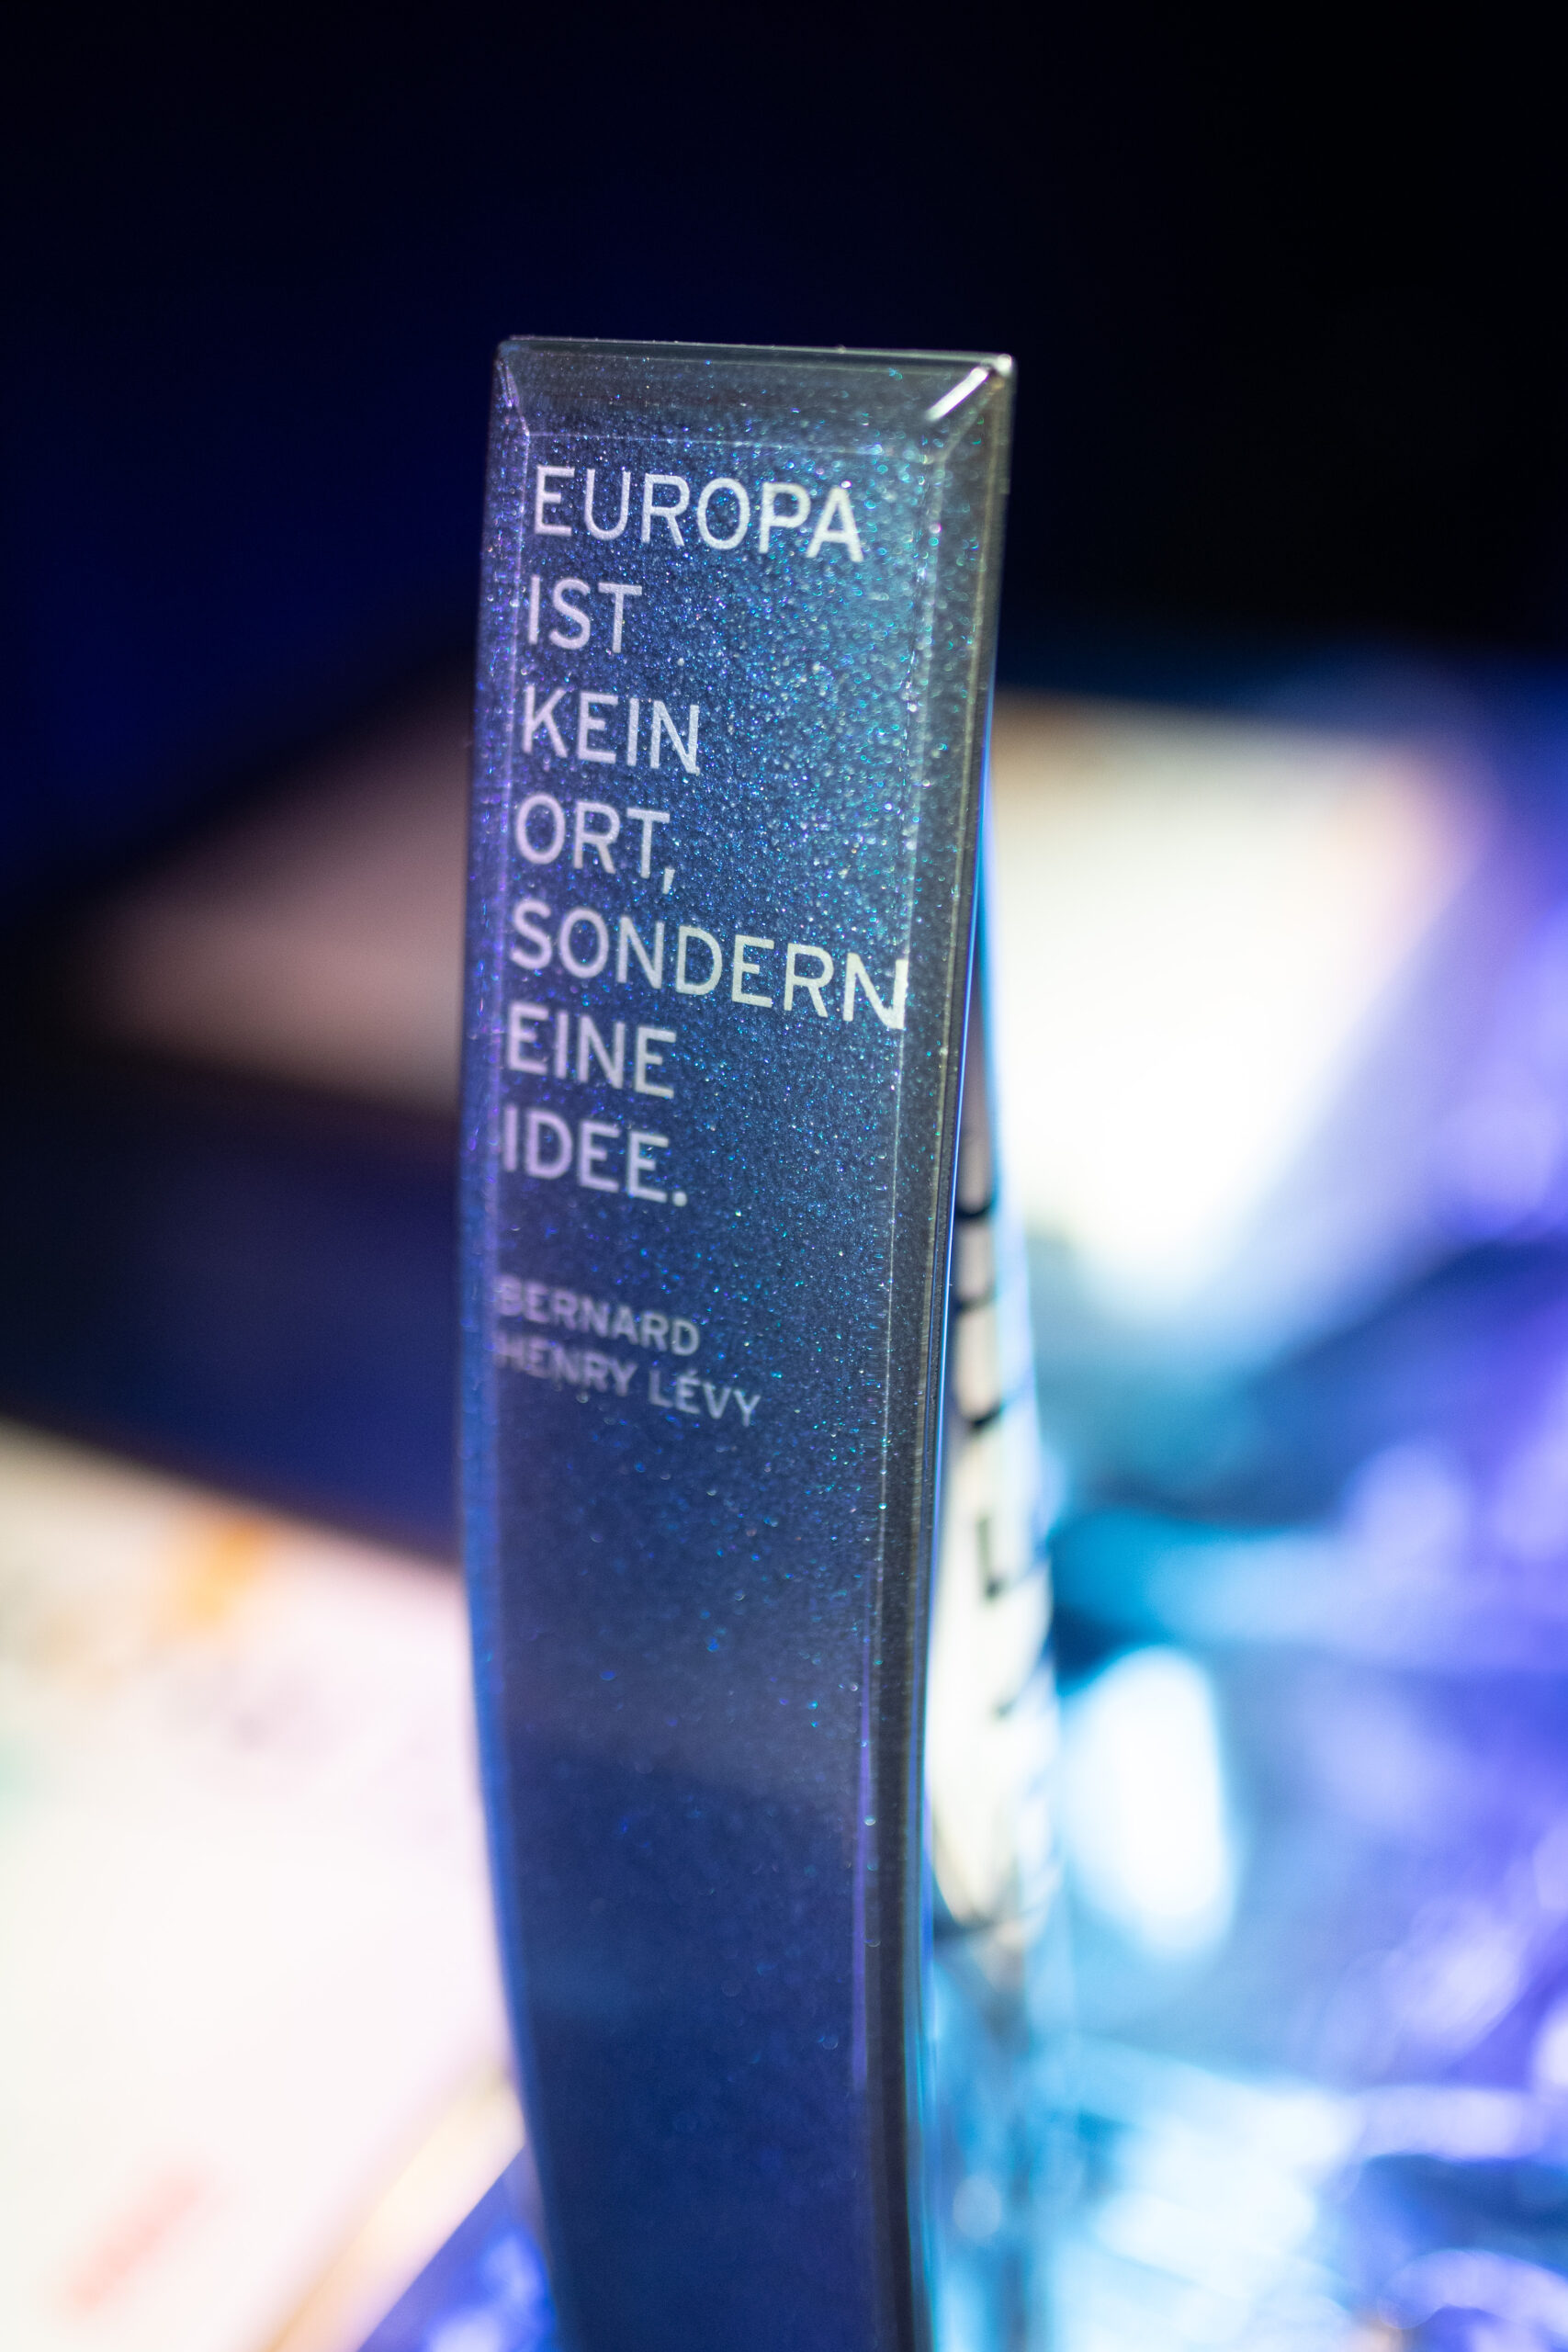 EUROPA
IST
KEIN
ORT,
SONDERN
EINE
IDEE.
BERNARD
HENRY LÉVY